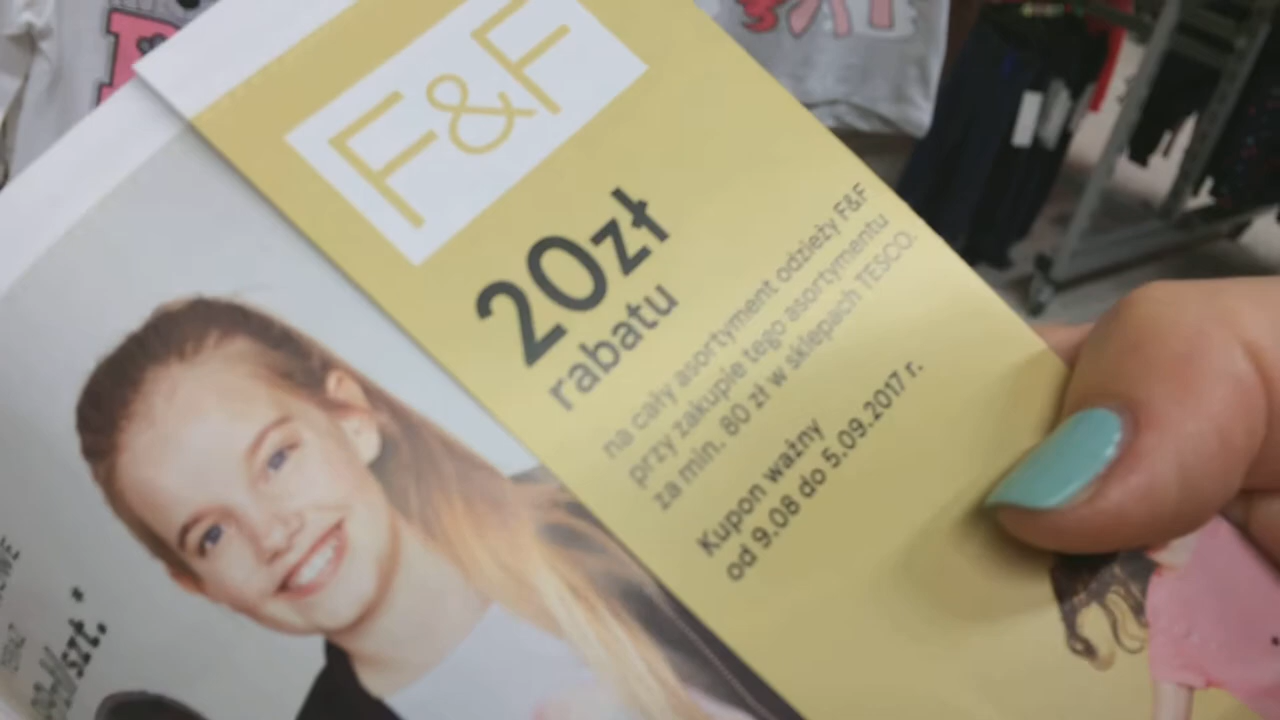 F&F
20zł
rabatu
na cały asortyment odzieży F&F
przy zakupie tego asortymentu
za min. 80 zł w sklepach TESCO.
Kupon ważny
od 9.08 do 5.09.2017 r.
/szt.*